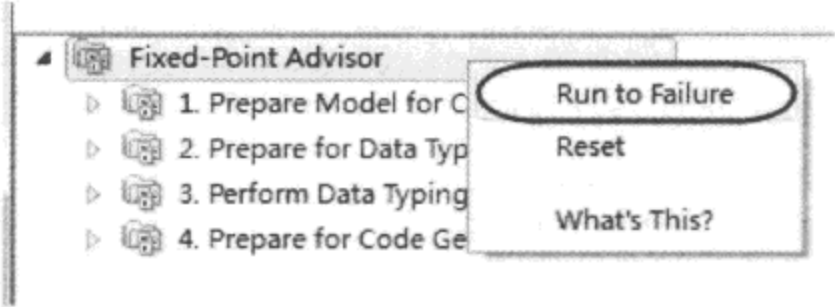 Fixed-Point Advisor
1. Prepare Model for C
Run to Failure
2. Prepare for Data Typ
Reset
3. Perform Data Typing
What's This?
4. Prepare for Code Ge